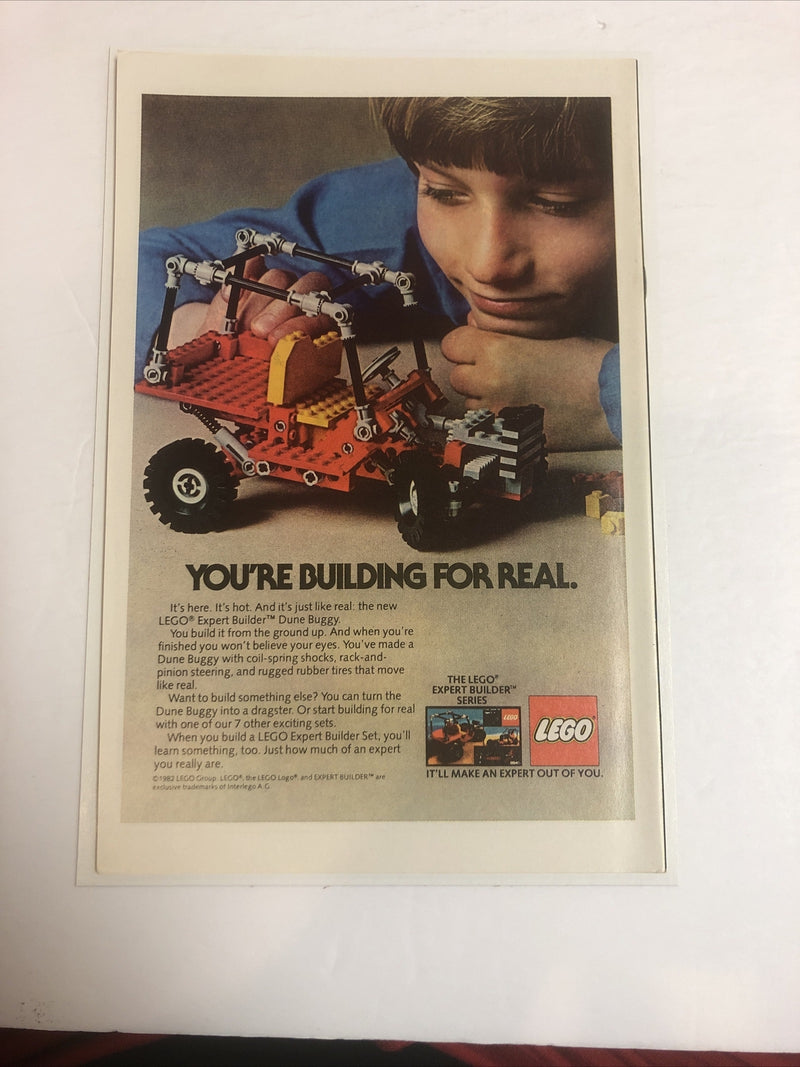 YOU'RE BUILDING FOR REAL.
It's here. It's hot. And it's just like real: the new
LEGO® Expert Builder™ Dune Buggy.
You build it from the ground up. And when you're
finished you won't believe your eyes. You've made a
Dune Buggy with coil-spring shocks, rack-and-
pinion steering, and rugged rubber tires that move
like real.
Want to build something else? You can turn the
Dune Buggy into a dragster. Or start building for real
with one of our 7 other exciting sets.
When you build a LEGO Expert Builder Set, you'll
learn something, too. Just how much of an expert
you really are.
©1982 LEGO Group. LEGO®, the LEGO Logo® and EXPERT BUILDER™ are
exclusive trademarks of Interlego A.G.
THE LEGO®
EXPERT BUILDER™
SERIES
LEGO
LEGO®
IT'LL MAKE AN EXPERT OUT OF YOU.